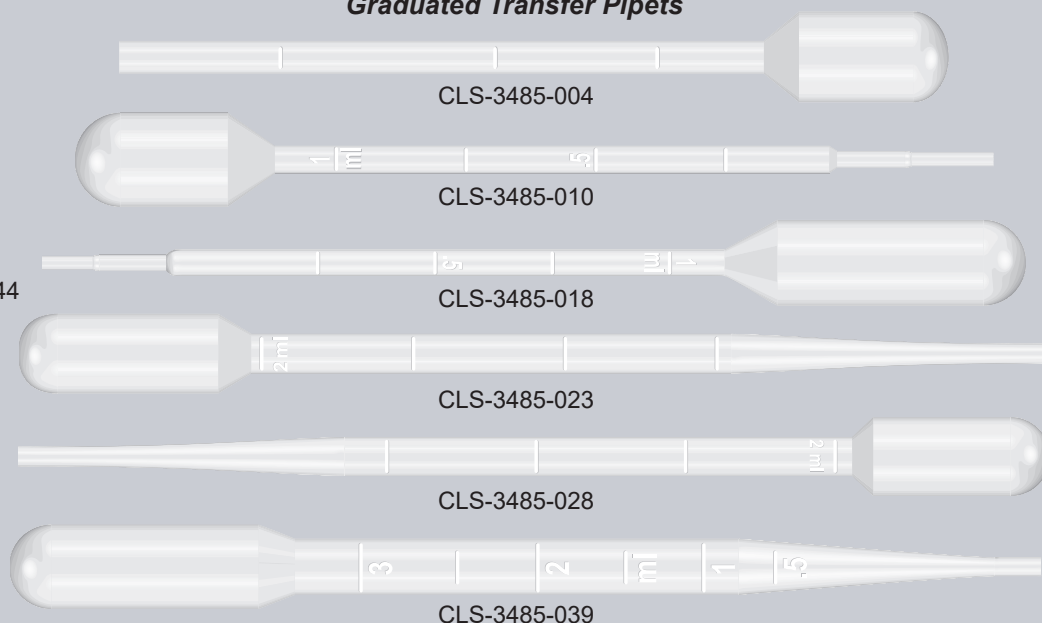 Graduated Transfer Pipets
CLS-3485-004
1 ml .5
CLS-3485-010
.5 ml 1
CLS-3485-018
44
2 ml
CLS-3485-023
2 ml
CLS-3485-028
3 2 ml 1 .5
CLS-3485-039